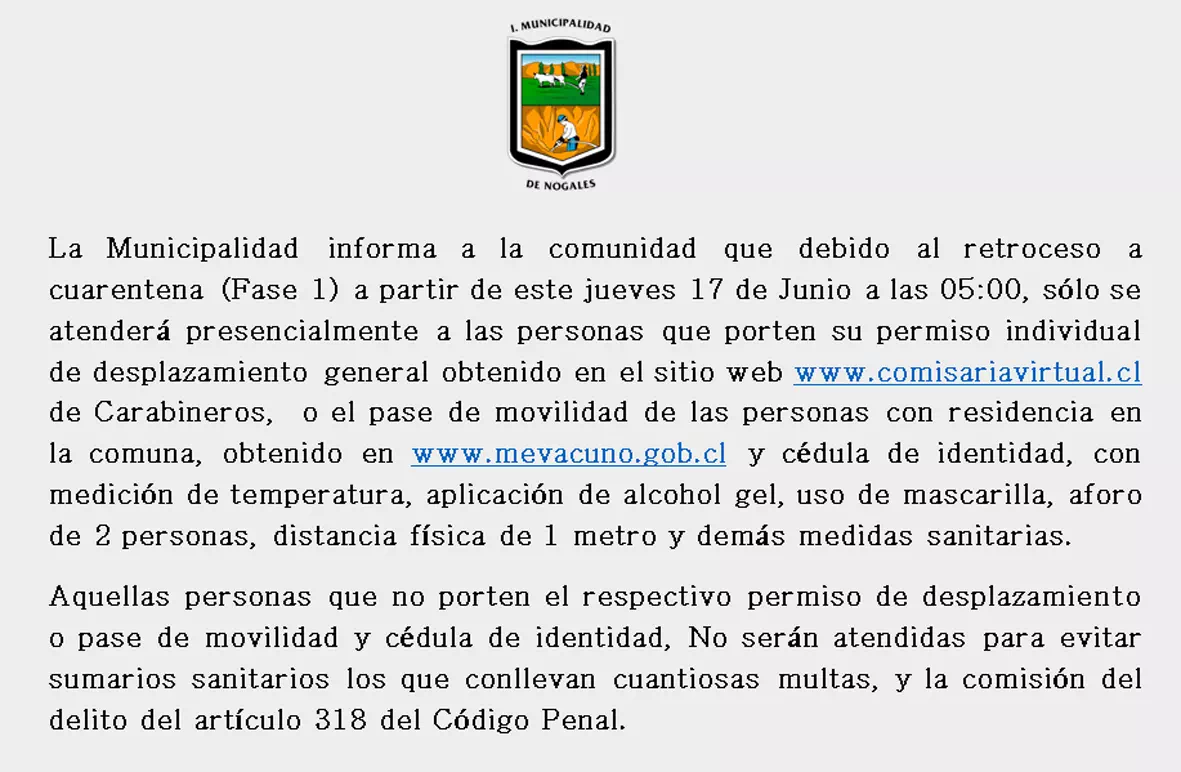 I. MUNICIPALIDAD
DE NOGALES
La Municipalidad informa a la comunidad que debido al retroceso a
cuarentena (Fase 1) a partir de este jueves 17 de Junio a las 05:00, sólo se
atenderá presencialmente a las personas que porten su permiso individual
de desplazamiento general obtenido en el sitio web www.comisariavirtual.cl
de Carabineros, o el pase de movilidad de las personas con residencia en
la comuna, obtenido en www.mevacuno.gob.cl y cédula de identidad, con
medición de temperatura, aplicación de alcohol gel, uso de mascarilla, aforo
de 2 personas, distancia física de 1 metro y demás medidas sanitarias.
Aquellas personas que no porten el respectivo permiso de desplazamiento
o pase de movilidad y cédula de identidad, No serán atendidas para evitar
sumarios sanitarios los que conllevan cuantiosas multas, y la comisión del
delito del artículo 318 del Código Penal.